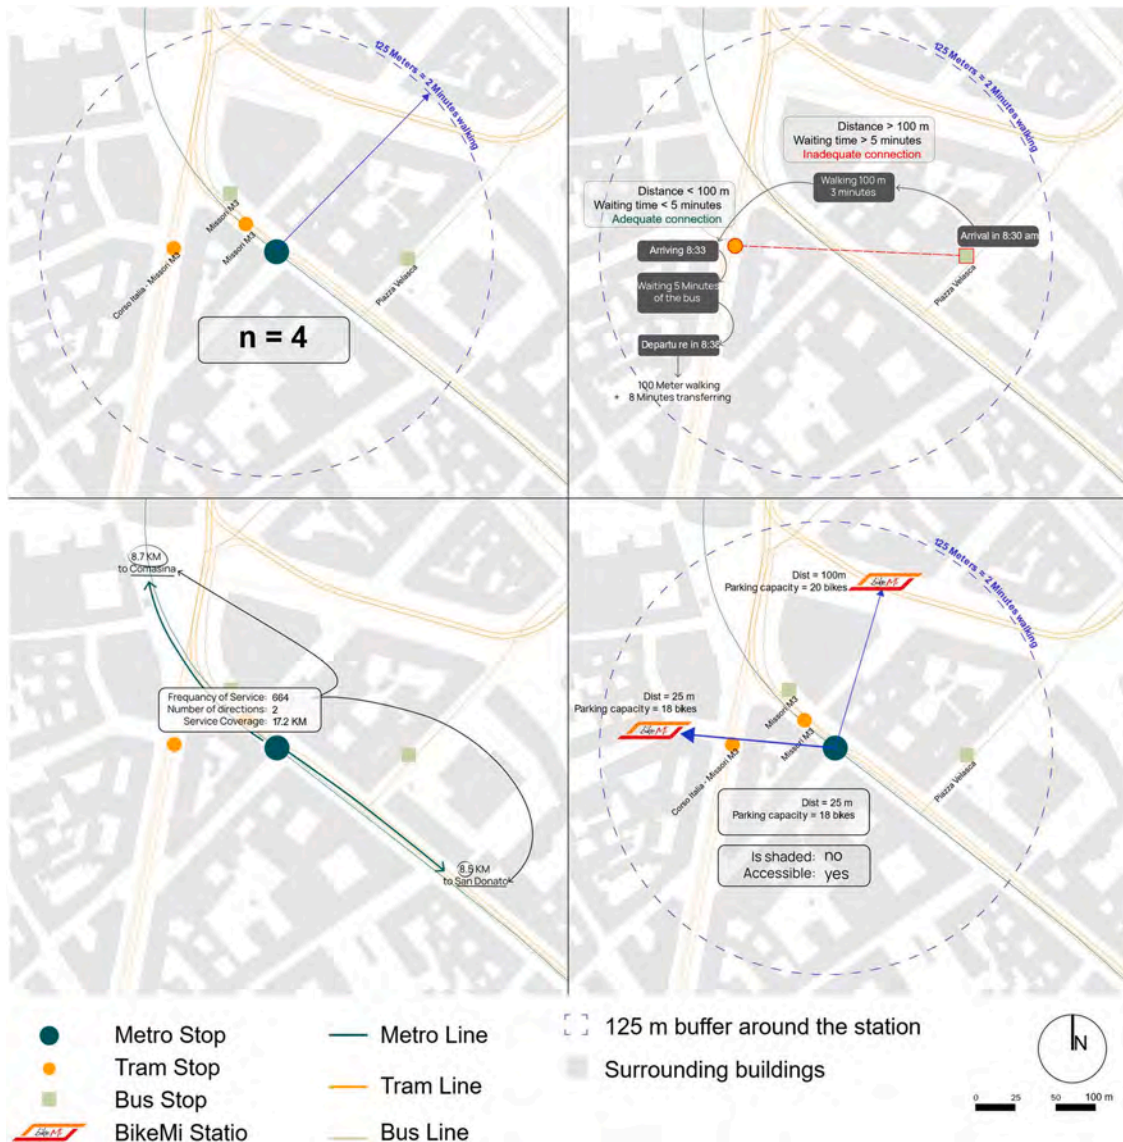 125 Meters = 2 Minutes walking
Missori M3
Missori M3
Corso Italia - Missori M3
Piazza Velasca
n = 4
125 Meters = 2 Minutes walking
Distance > 100 m
Waiting time > 5 minutes
Inadequate connection
Walking 100 m
3 minutes
Distance < 100 m
Waiting time < 5 minutes
Adequate connection
Arrival in 8:30 am
Arriving 8:33
Waiting 5 Minutes
of the bus
Departu re in 8:38
Piazza Velasca
100 Meter walking
+ 8 Minutes transferring
8.7 KM
to Comasina
Frequancy of Service: 664
Number of directions: 2
Service Coverage: 17.2 KM
8.5 KM
to San Donato
125 Meters = 2 Minutes walking
Dist = 100m
Parking capacity = 20 bikes
BikeMi
Dist = 25 m
Parking capacity = 18 bikes
BikeMi
Missori M3
Missori M3
Corso Italia - Missori M3
Piazza Velasca
Dist = 25 m
Parking capacity = 18 bikes
Is shaded: no
Accessible: yes
Metro Stop
Tram Stop
Bus Stop
BikeMi
BikeMi Statio
Metro Line
Tram Line
Bus Line
125 m buffer around the station
Surrounding buildings
N
0 25 50 100 m